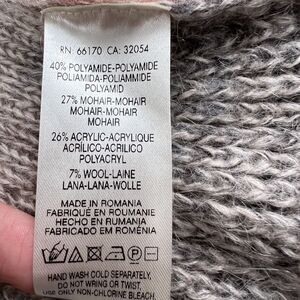 RN: 66170 CA: 32054
40% POLYAMIDE-POLYAMIDE
POLIAMIDA-POLIAMMIDE
POLYAMID
27% MOHAIR-MOHAIR
MOHAIR-MOHAIR
MOHAIR
26% ACRYLIC-ACRYLIQUE
ACRÍLICO-ACRILICO
POLYACRYL
7% WOOL-LAINE
LANA-LANA-WOLLE
MADE IN ROMANIA
FABRIQUÉ EN ROUMANIE
HECHO EN RUMANIA
FABRICADO EM ROMÉNIA
HAND WASH COLD SEPARATELY,
DO NOT WRING OR TWIST,
USE ONLY NON-CHLORINE BLEACH